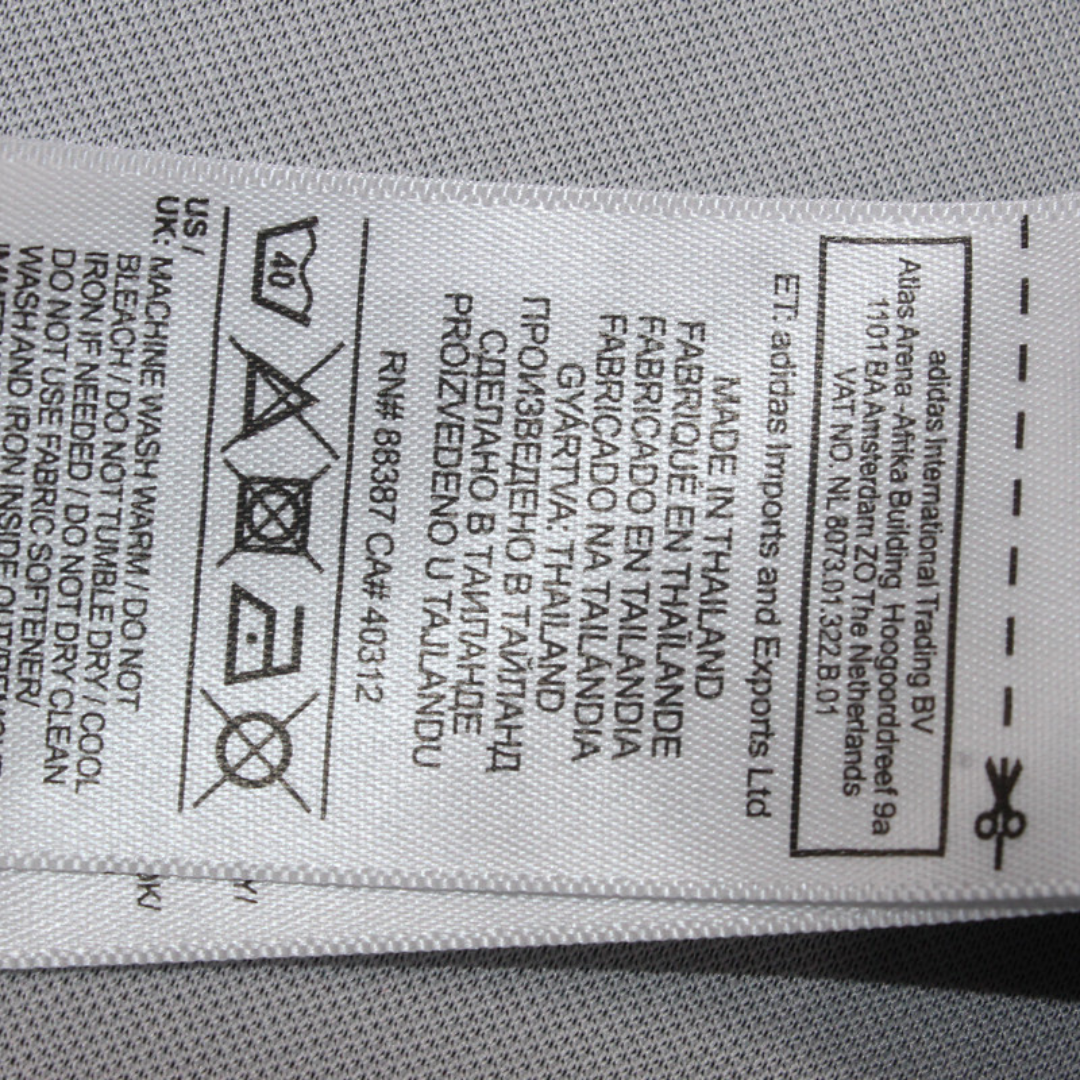 adidas International Trading BV
Atlas Arena -Afrika Building Hoogoorddreef 9a
1101 BA Amsterdam ZO The Netherlands
VAT NO. NL 8073.01.322.B.01
ET: adidas Imports and Exports Ltd
MADE IN THAILAND
FABRIQUÉ EN THAÏLANDE
FABRICADO EN TAILANDIA
FABRICADO NA TAILÂNDIA
GYÁRTVA: THAILAND
ПРОИЗВЕДЕНО В ТАЙЛАНД
СДЕЛАНО В ТАИЛАНДЕ
PROIZVEDENO U TAJLANDU
RN# 88387 CA# 40312
40
US /
UK: MACHINE WASH WARM / DO NOT
BLEACH / DO NOT TUMBLE DRY / COOL
IRON IF NEEDED / DO NOT DRY CLEAN
DO NOT USE FABRIC SOFTENER/
WASH AND IRON INSIDE OUT/REMOVE